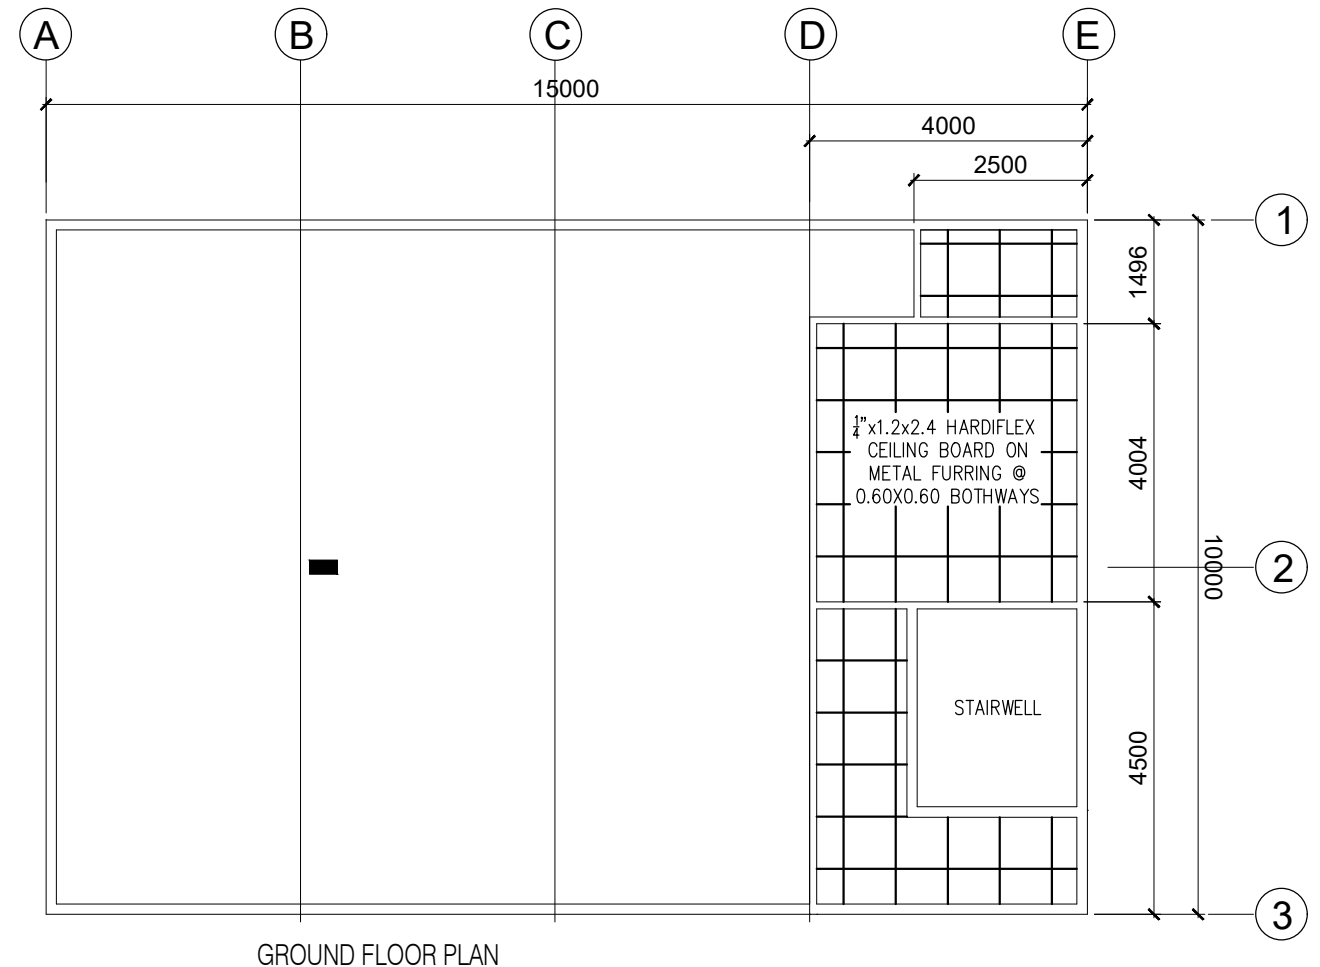 A
B
C
D
E
15000
4000
2500
1
1496
¼"x1.2x2.4 HARDIFLEX
CEILING BOARD ON
METAL FURRING @
0.60X0.60 BOTHWAYS
4004
10000
2
STAIRWELL
4500
3
GROUND FLOOR PLAN